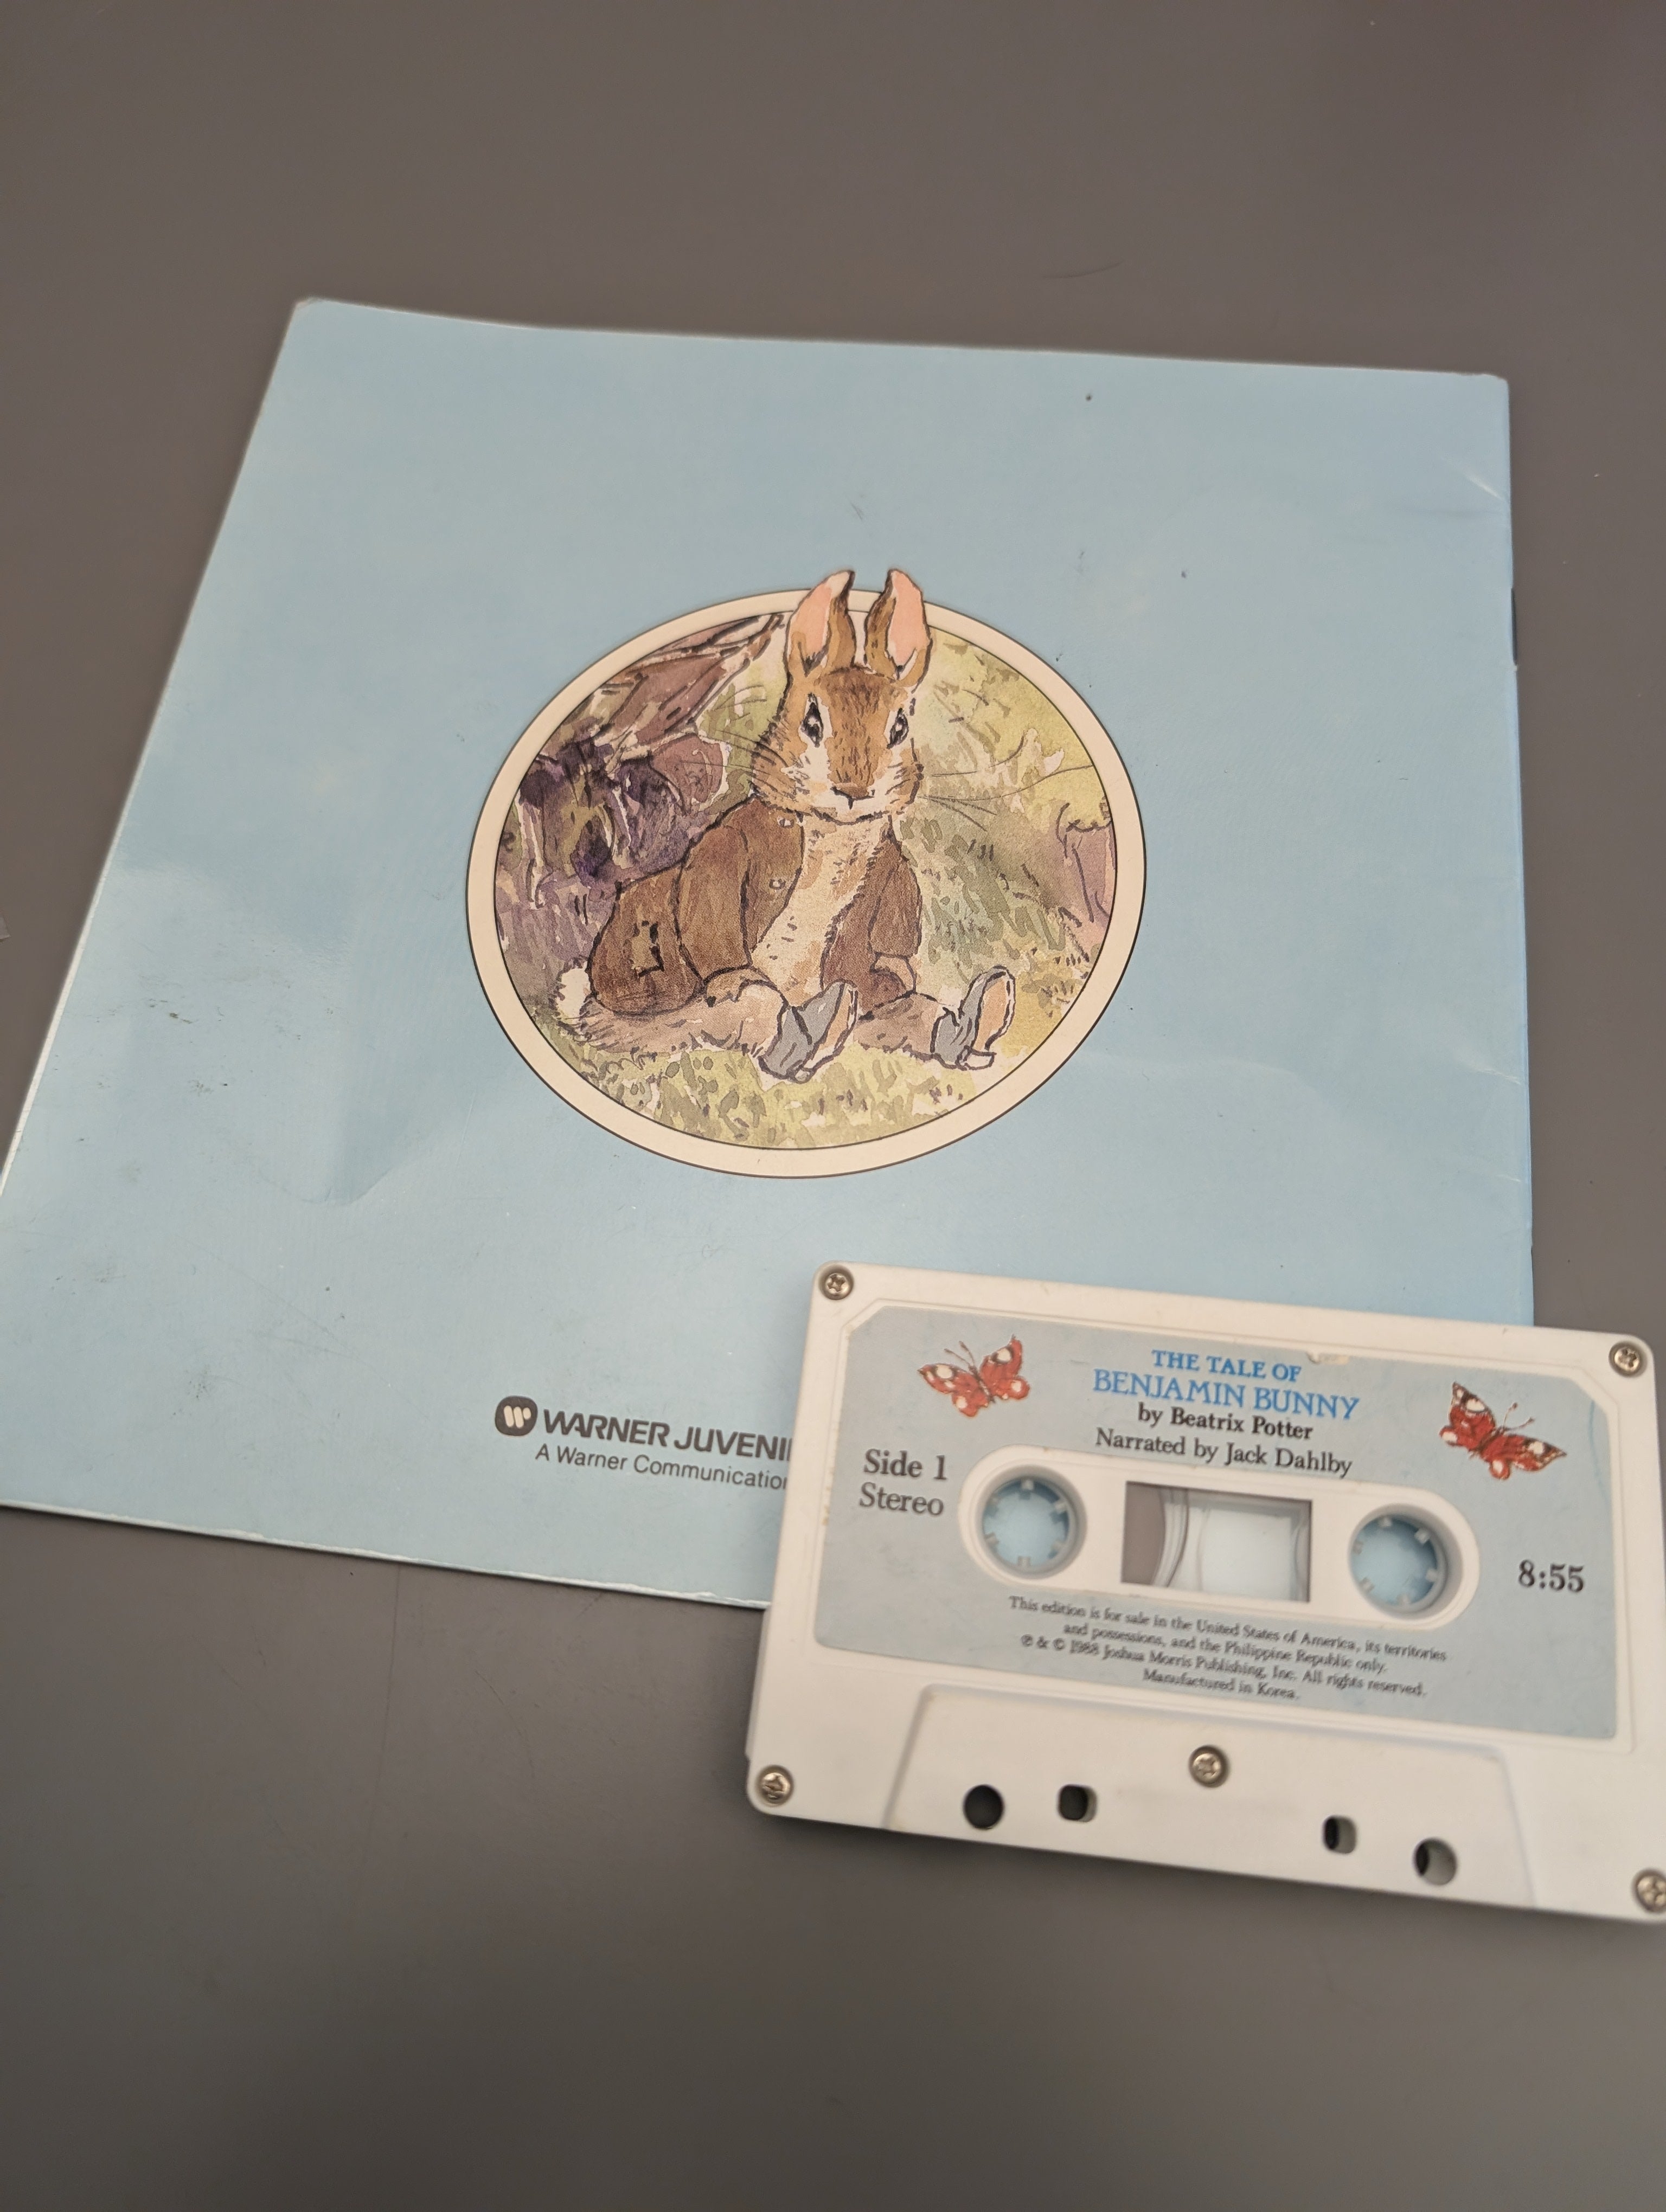 WARNER JUVENI
A Warner Communication
THE TALE OF
BENJAMIN BUNNY
by Beatrix Potter
Narrated by Jack Dahlby
Side 1
Stereo
8:55
This edition is for sale in the United States of America, its territories
and possessions, and the Philippine Republic only.
℗ & © 1988 Joshua Morris Publishing, Inc. All rights reserved.
Manufactured in Korea.